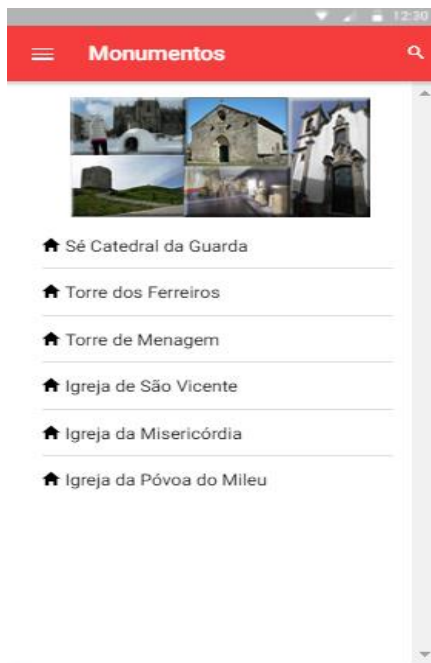 12:30
Monumentos
Sé Catedral da Guarda
Torre dos Ferreiros
Torre de Menagem
Igreja de São Vicente
Igreja da Misericórdia
Igreja da Póvoa do Mileu